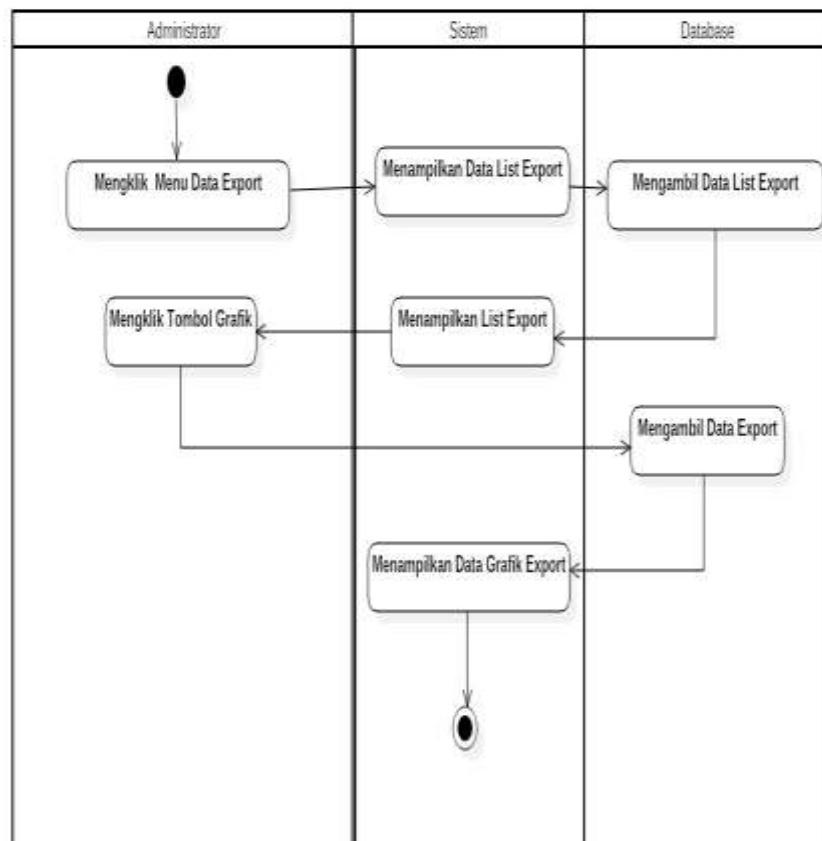 Administrator
Sistem
Database
Mengklik Menu Data Export
Menampilkan Data List Export
Mengambil Data List Export
Mengklik Tombol Grafik
Menampilkan List Export
Mengambil Data Export
Menampilkan Data Grafik Export